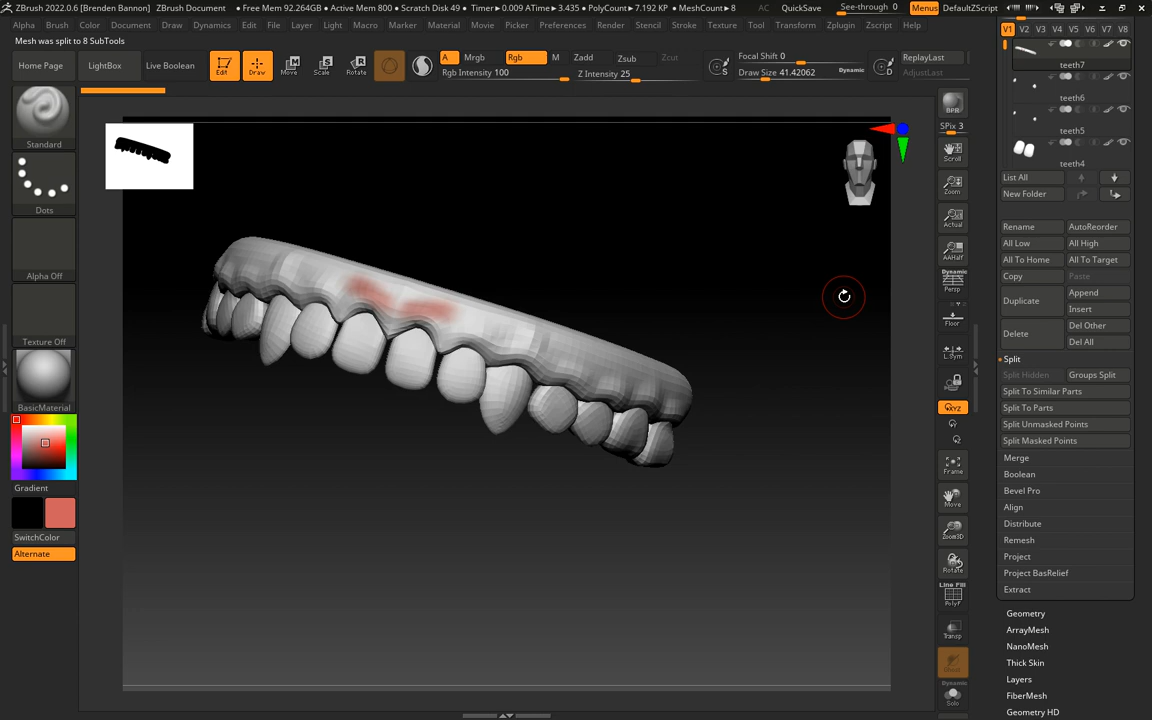 ZBrush 2022.0.6 [Brenden Bannon] ZBrush Document ● Free Mem 92.264GB ● Active Mem 800 ● Scratch Disk 49 ● Timer▸0.009 ATime▸3.435 ● PolyCount▸7.192 KP ● MeshCount▸8 AC QuickSave See-through 0 Menus DefaultZScript
Alpha Brush Color Document Draw Dynamics Edit File Layer Light Macro Marker Material Movie Picker Preferences Render Stencil Stroke Texture Tool Transform Zplugin Zscript Help
Mesh was split to 8 SubTools
V1 V2 V3 V4 V5 V6 V7 V8
Home Page LightBox Live Boolean
Edit Draw Move Scale Rotate
A Mrgb Rgb M Zadd Zsub Zcut
Rgb Intensity 100 Z Intensity 25
S
Focal Shift 0
Draw Size 41.42062 Dynamic
D
ReplayLast
AdjustLast
teeth7
teeth6
teeth5
teeth4
Standard
Dots
Alpha Off
Texture Off
BasicMaterial
Gradient
SwitchColor
Alternate
BPR
SPix 3
Scroll
Zoom
Actual
AAHalf
Dynamic
Persp
Floor
L.Sym
XYZ
Frame
Move
Zoom3D
Rotate
Line Fill
PolyF
Transp
Ghost
Dynamic
Solo
List All
New Folder
Rename AutoReorder
All Low All High
All To Home All To Target
Copy Paste
Duplicate Append
Insert
Delete Del Other
Del All
Split
Split Hidden Groups Split
Split To Similar Parts
Split To Parts
Split Unmasked Points
Split Masked Points
Merge
Boolean
Bevel Pro
Align
Distribute
Remesh
Project
Project BasRelief
Extract
Geometry
ArrayMesh
NanoMesh
Thick Skin
Layers
FiberMesh
Geometry HD